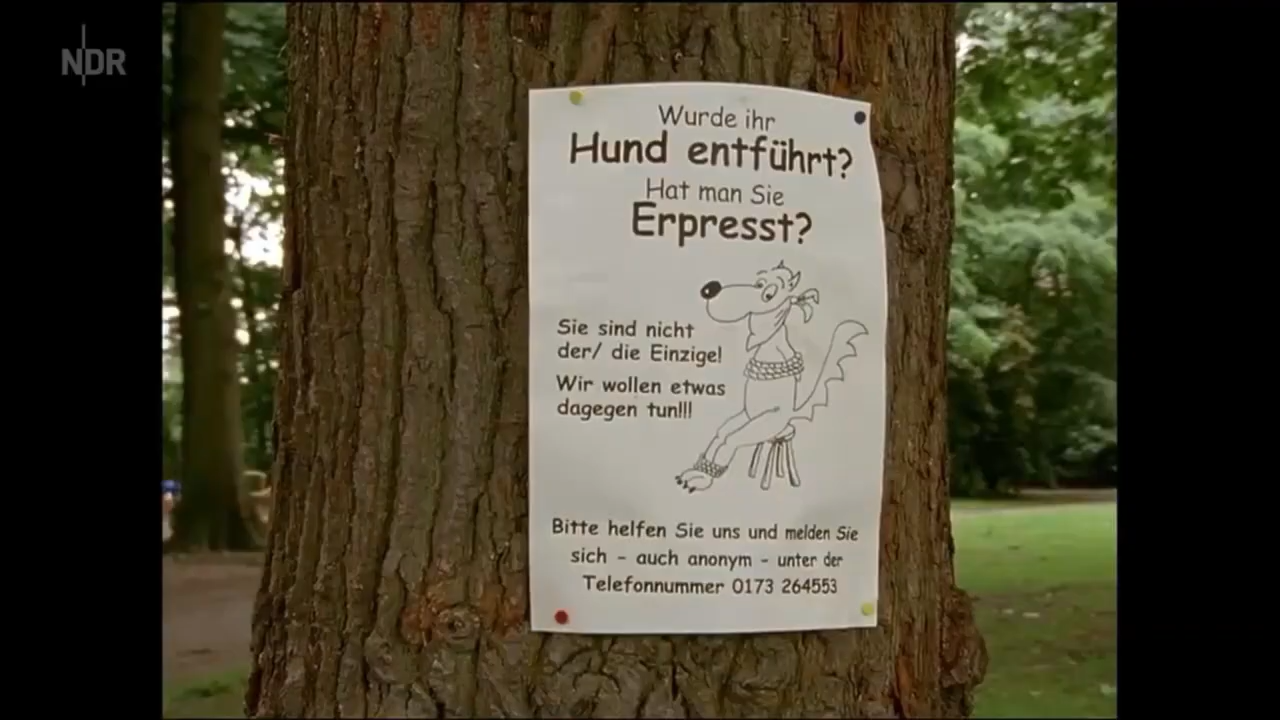 NDR
Wurde ihr
Hund entführt?
Hat man Sie
Erpresst?
Sie sind nicht
der/ die Einzige!
Wir wollen etwas
dagegen tun!!!
Bitte helfen Sie uns und melden Sie
sich - auch anonym - unter der
Telefonnummer 0173 264553